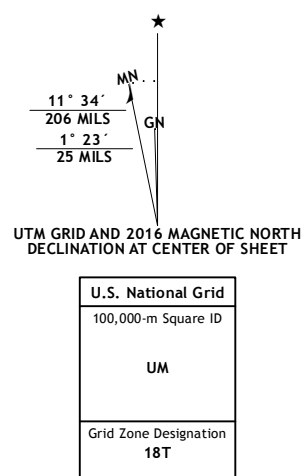 MN
GN
11° 34´
206 MILS
1° 23´
25 MILS
UTM GRID AND 2016 MAGNETIC NORTH
DECLINATION AT CENTER OF SHEET
U.S. National Grid
100,000-m Square ID
UM
Grid Zone Designation
18T